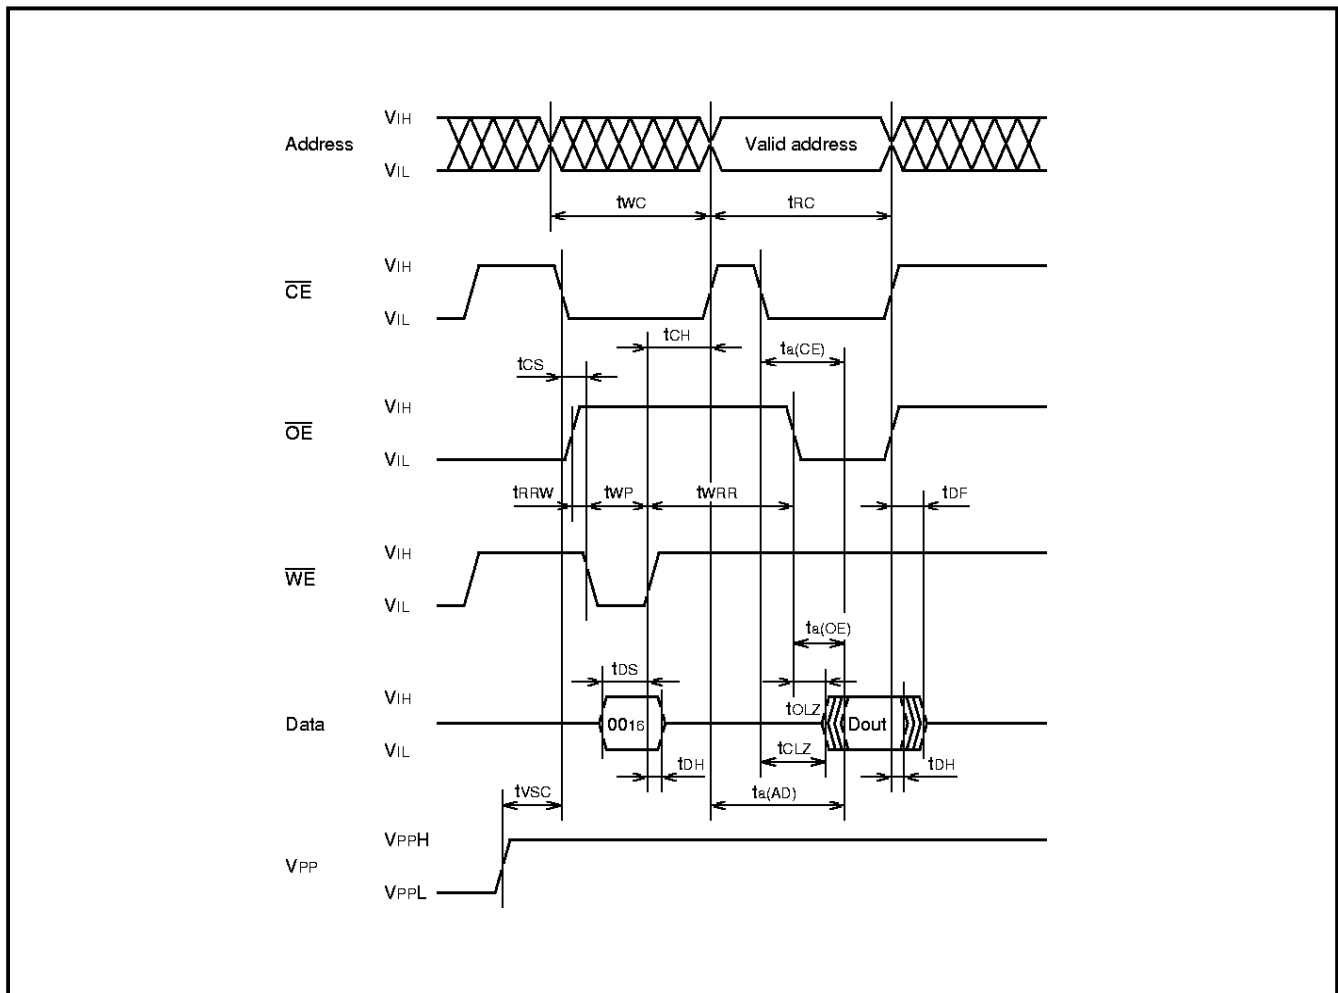 VIH
Address
Valid address
VIL
tWC
tRC
VIH
CE
VIL
tCH
ta(CE)
tCS
VIH
OE
VIL
tRRW
tWP
tWRR
tDF
VIH
WE
VIL
ta(OE)
tDS
VIH
tOLZ
Data
0016
Dout
VIL
tCLZ
tDH
tDH
tVSC
ta(AD)
VPPH
VPP
VPPL